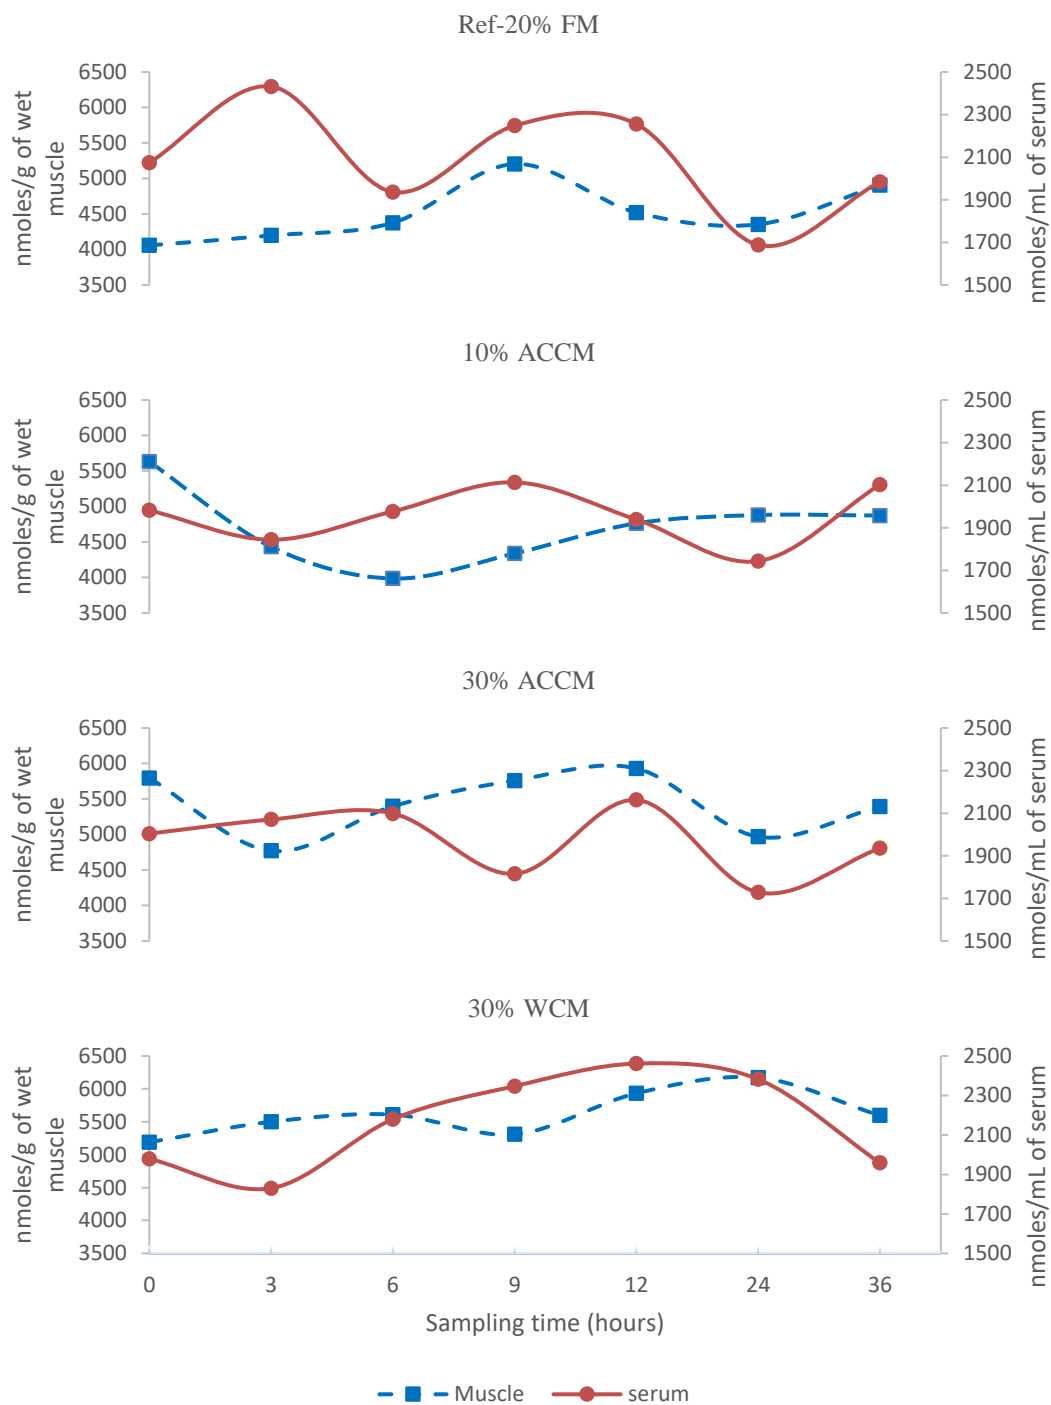 Ref-20% FM
nmoles/g of wet
muscle
6500
6000
5500
5000
4500
4000
3500
2500
2300
2100
1900
1700
1500
nmoles/mL of serum
10% ACCM
nmoles/g of wet
muscle
6500
6000
5500
5000
4500
4000
3500
2500
2300
2100
1900
1700
1500
nmoles/mL of serum
30% ACCM
nmoles/g of wet
muscle
6500
6000
5500
5000
4500
4000
3500
2500
2300
2100
1900
1700
1500
nmoles/mL of serum
30% WCM
nmoles/g of wet
muscle
6500
6000
5500
5000
4500
4000
3500
2500
2300
2100
1900
1700
1500
nmoles/mL of serum
0 3 6 9 12 24 36
Sampling time (hours)
Muscle serum